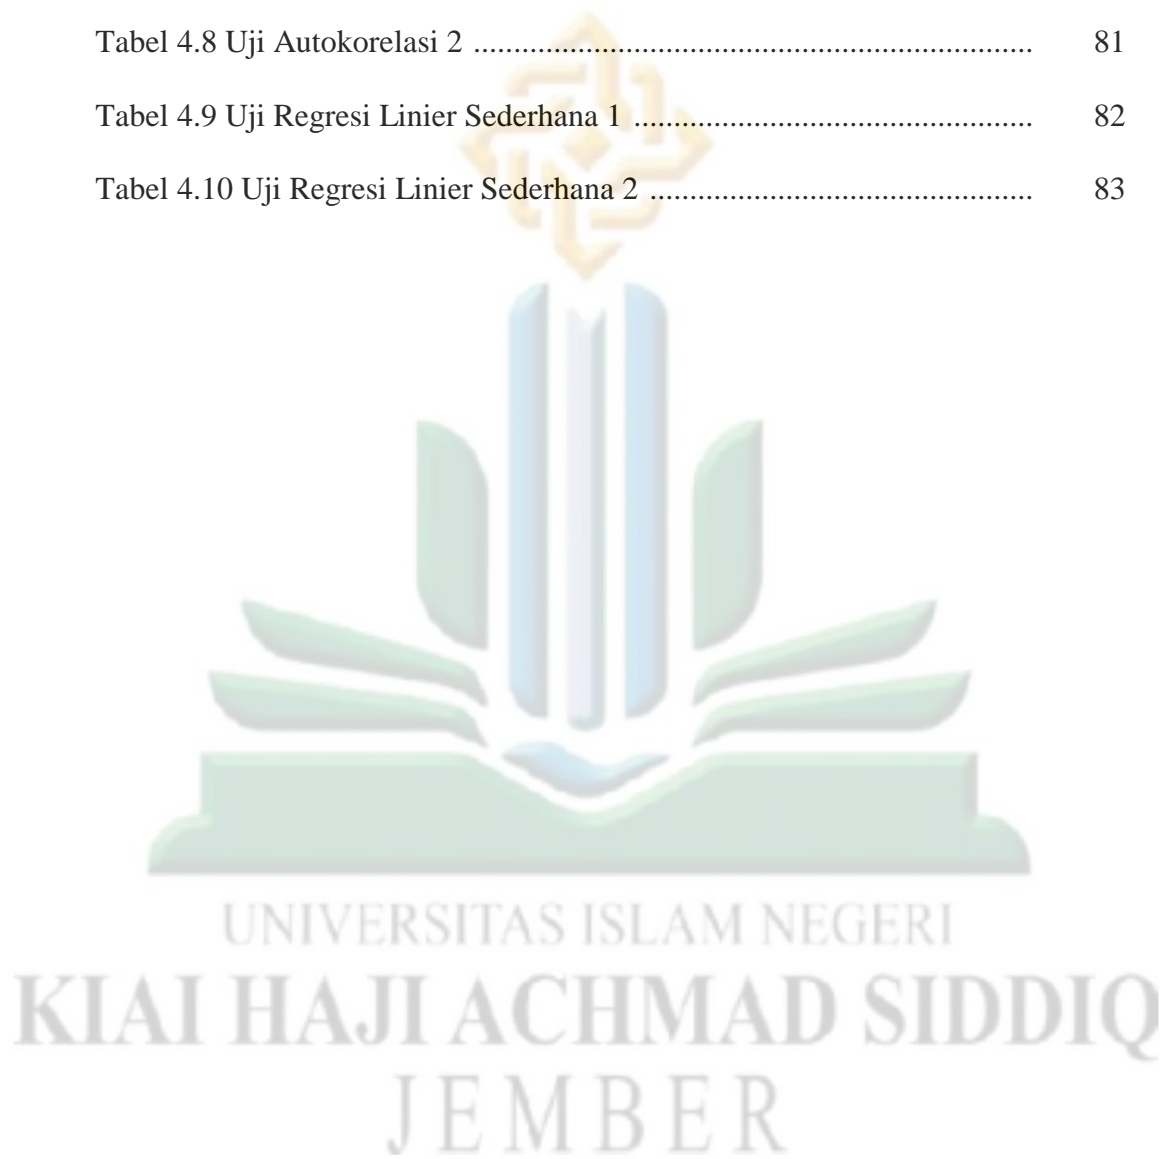 Tabel 4.8 Uji Autokorelasi 2 ...................................................................... 81
Tabel 4.9 Uji Regresi Linier Sederhana 1 .................................................. 82
Tabel 4.10 Uji Regresi Linier Sederhana 2 ................................................ 83
UNIVERSITAS ISLAM NEGERI
KIAI HAJI ACHMAD SIDDIQ
JEMBER